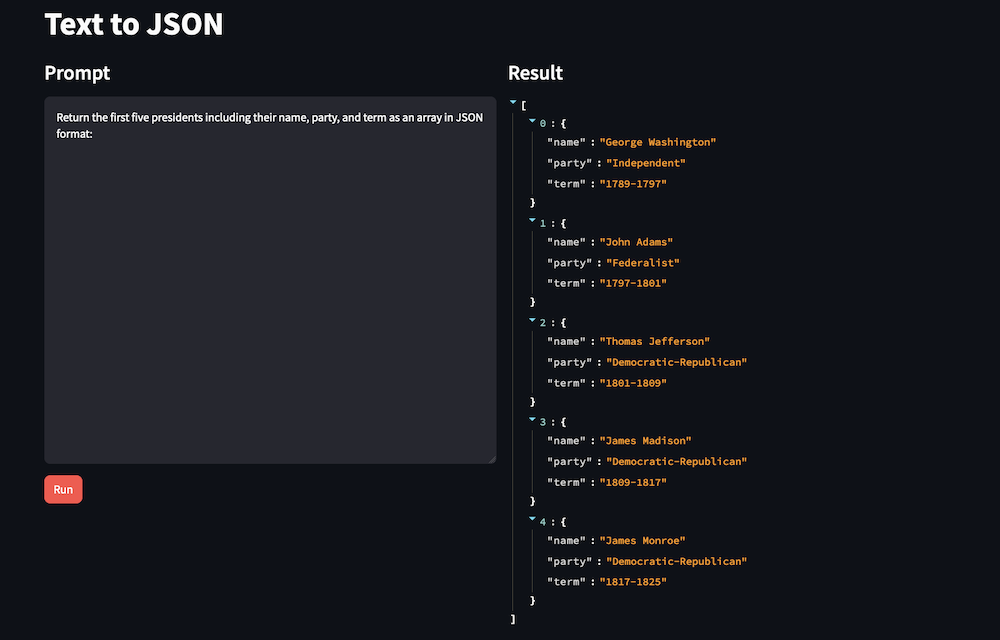 Text to JSON
Prompt
Return the first five presidents including their name, party, and term as an array in JSON
format:
Run
Result
[
0 : {
"name" : "George Washington"
"party" : "Independent"
"term" : "1789-1797"
}
1 : {
"name" : "John Adams"
"party" : "Federalist"
"term" : "1797-1801"
}
2 : {
"name" : "Thomas Jefferson"
"party" : "Democratic-Republican"
"term" : "1801-1809"
}
3 : {
"name" : "James Madison"
"party" : "Democratic-Republican"
"term" : "1809-1817"
}
4 : {
"name" : "James Monroe"
"party" : "Democratic-Republican"
"term" : "1817-1825"
}
]